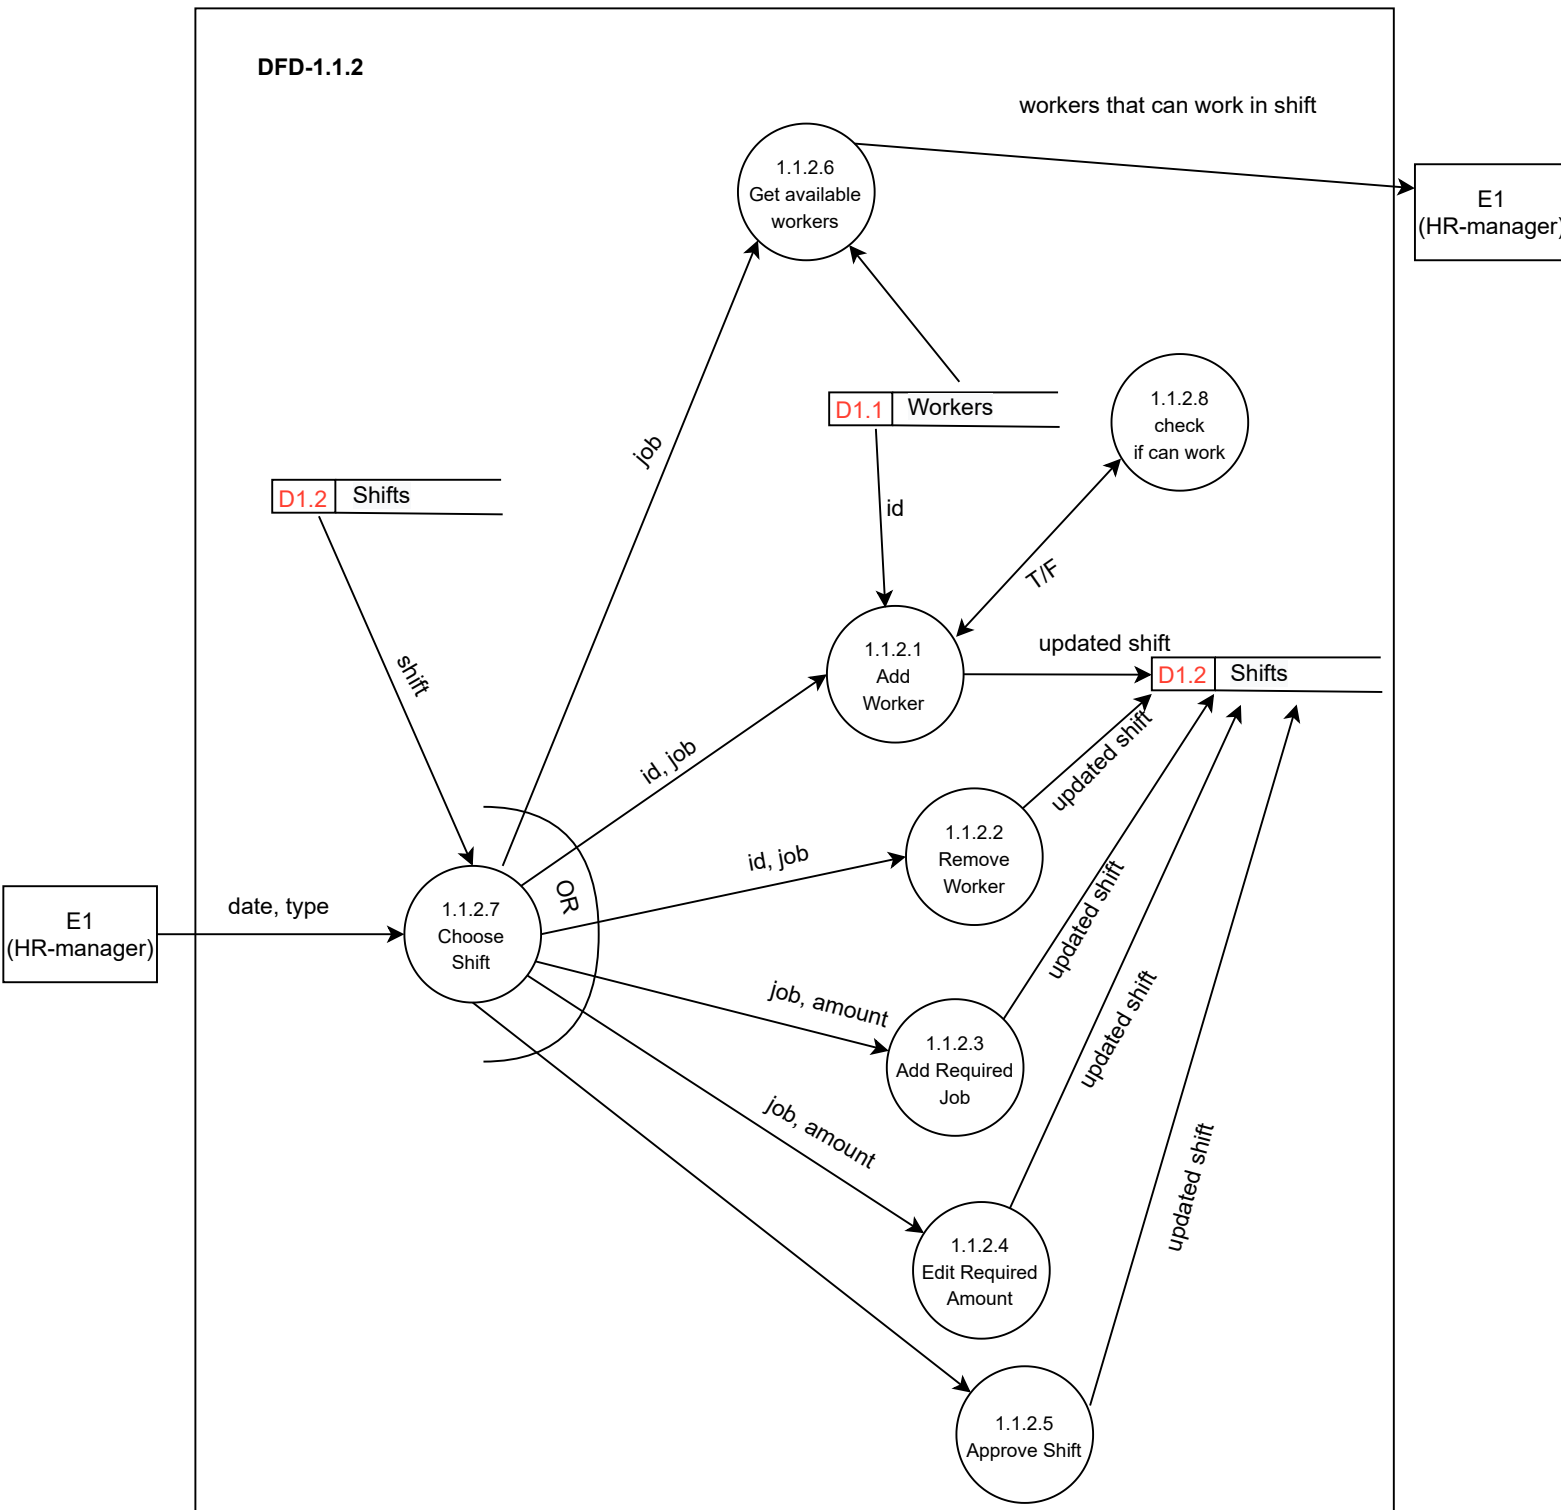 DFD-1.1.2
workers that can work in shift
1.1.2.6
Get available
workers
E1
(HR-manager)
D1.1
Workers
1.1.2.8
check
if can work
job
D1.2
Shifts
id
T/F
shift
1.1.2.1
Add
Worker
updated shift
D1.2
Shifts
id, job
updated shift
1.1.2.2
Remove
Worker
id, job
OR
E1
(HR-manager)
date, type
1.1.2.7
Choose
Shift
updated shift
job, amount
1.1.2.3
Add Required
Job
updated shift
job, amount
updated shift
1.1.2.4
Edit Required
Amount
1.1.2.5
Approve Shift